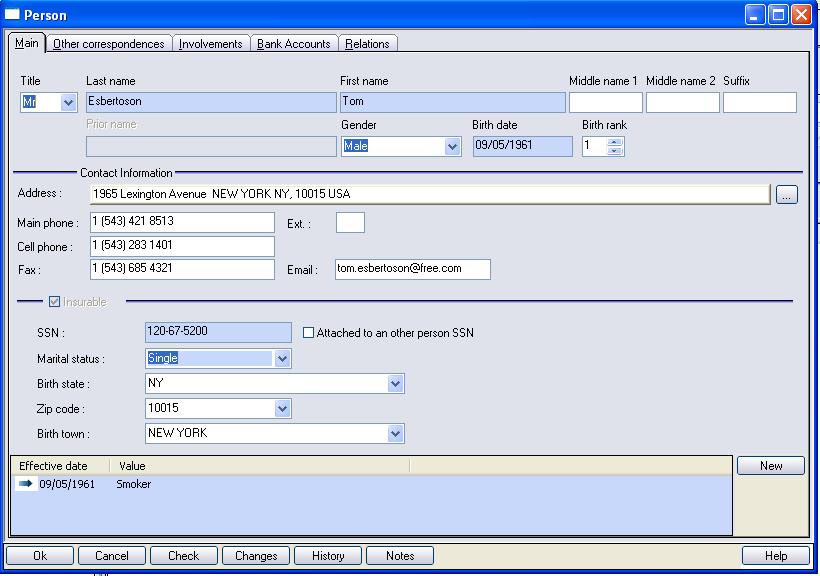 Person
Main Other correspondences Involvements Bank Accounts Relations
Title Last name First name Middle name 1 Middle name 2 Suffix
Mr Esbertoson Tom
Prior name Gender Birth date Birth rank
Male 09/05/1961 1
Contact Information
Address : 1965 Lexington Avenue NEW YORK NY, 10015 USA ...
Main phone : 1 (543) 421 8513 Ext. :
Cell phone : 1 (543) 283 1401
Fax : 1 (543) 685 4321 Email : tom.esbertoson@free.com
Insurable
SSN : 120-67-5200 Attached to an other person SSN
Marital status : Single
Birth state : NY
Zip code : 10015
Birth town : NEW YORK
Effective date Value New
09/05/1961 Smoker
Ok Cancel Check Changes History Notes Help